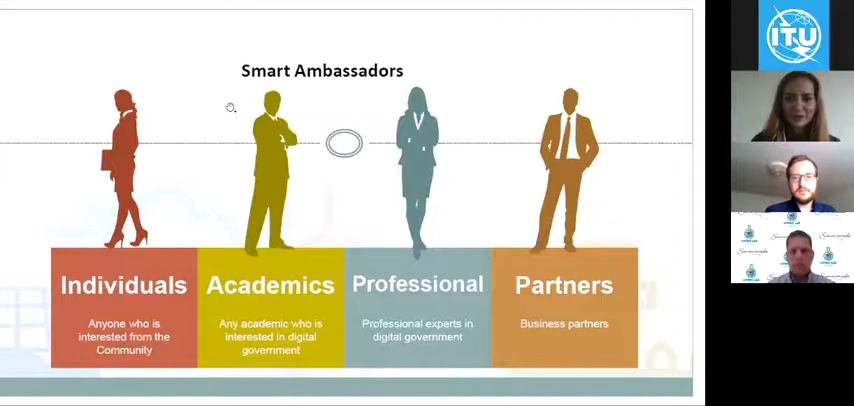 Smart Ambassadors
ITU
Individuals
Anyone who is
interested from the
Community
Academics
Any academic who is
interested in digital
government
Professional
Professional experts in
digital government
Partners
Business partners